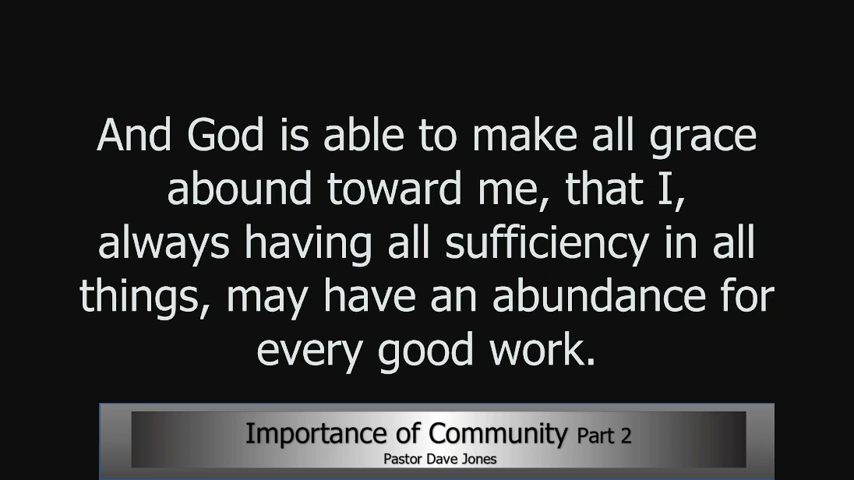 And God is able to make all grace
abound toward me, that I,
always having all sufficiency in all
things, may have an abundance for
every good work.
Importance of Community Part 2
Pastor Dave Jones